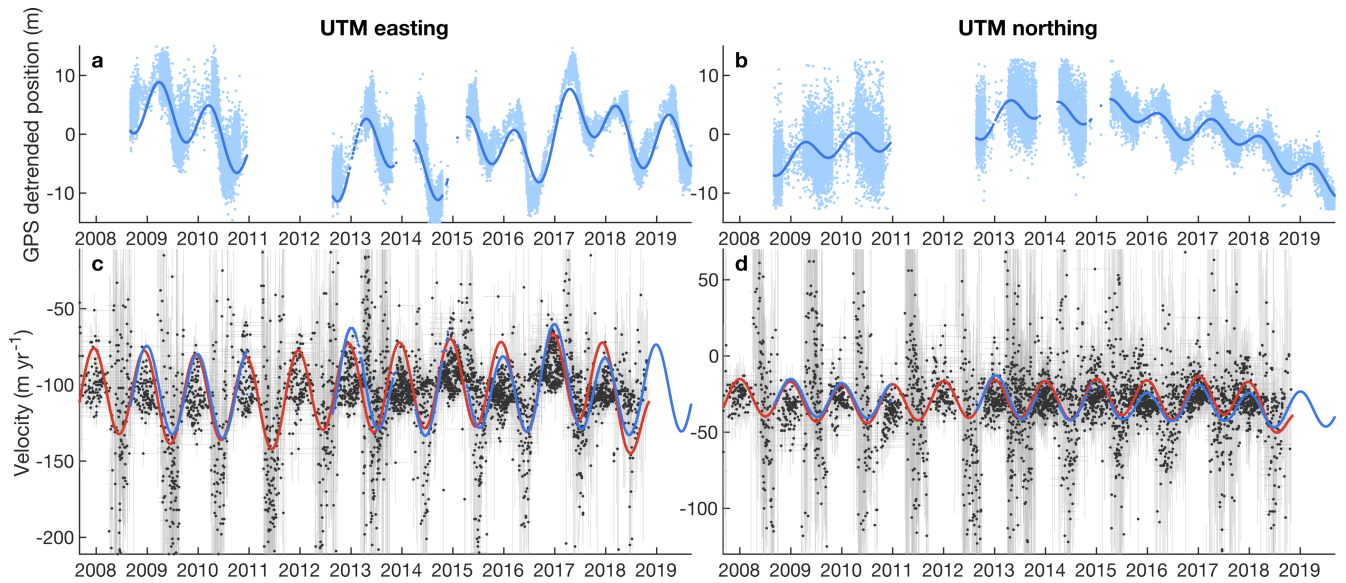 UTM easting
UTM northing
GPS detrended position (m)
a
10
0
-10
2008 2009 2010 2011 2012 2013 2014 2015 2016 2017 2018 2019
b
10
0
-10
2008 2009 2010 2011 2012 2013 2014 2015 2016 2017 2018 2019
Velocity (m yr⁻¹)
c
-50
-100
-150
-200
2008 2009 2010 2011 2012 2013 2014 2015 2016 2017 2018 2019
d
50
0
-50
-100
2008 2009 2010 2011 2012 2013 2014 2015 2016 2017 2018 2019